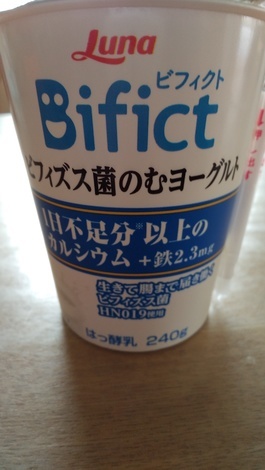 Luna
ビフィクト
Bifict
ビフィズス菌のむヨーグルト
1日不足分※以上の
カルシウム+鉄2.3mg
生きて腸まで届き
ビフィズス菌
HN019使用
はっ酵乳 240g